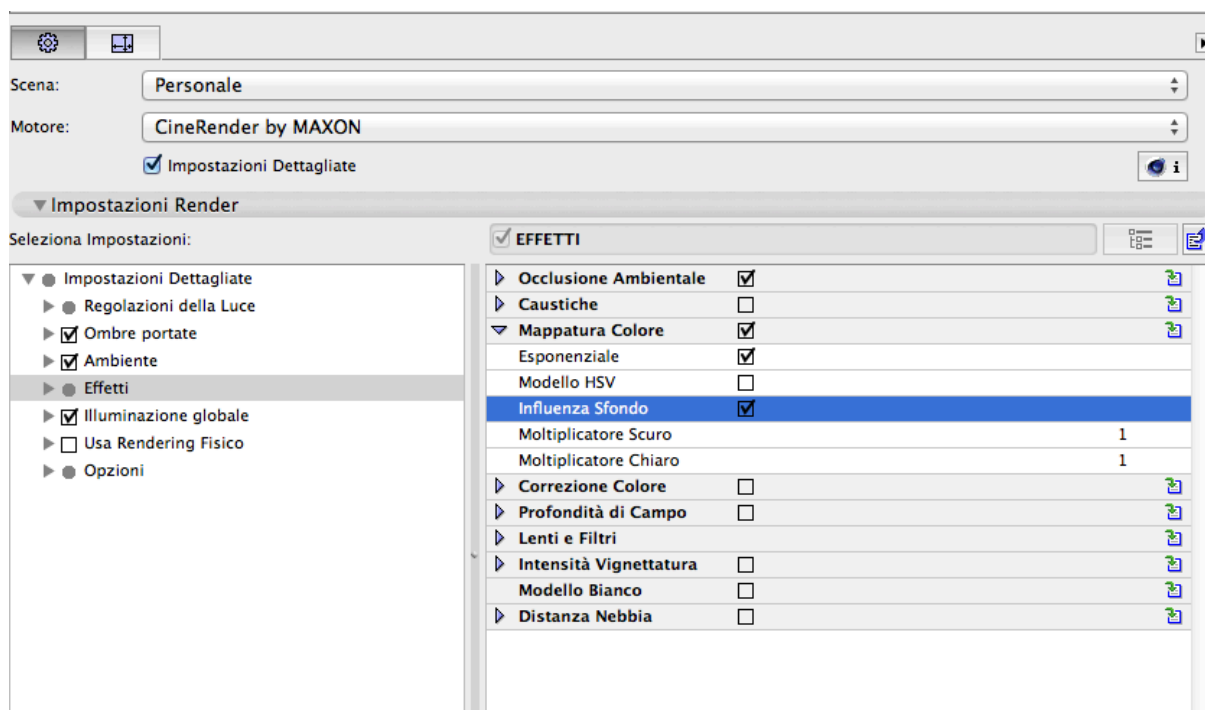 Scena: Personale
Motore: CineRender by MAXON
Impostazioni Dettagliate
i
Impostazioni Render
Seleziona Impostazioni:
Impostazioni Dettagliate
Regolazioni della Luce
Ombre portate
Ambiente
Effetti
Illuminazione globale
Usa Rendering Fisico
Opzioni
EFFETTI
Occlusione Ambientale
Caustiche
Mappatura Colore
Esponenziale
Modello HSV
Influenza Sfondo
Moltiplicatore Scuro 1
Moltiplicatore Chiaro 1
Correzione Colore
Profondità di Campo
Lenti e Filtri
Intensità Vignettatura
Modello Bianco
Distanza Nebbia